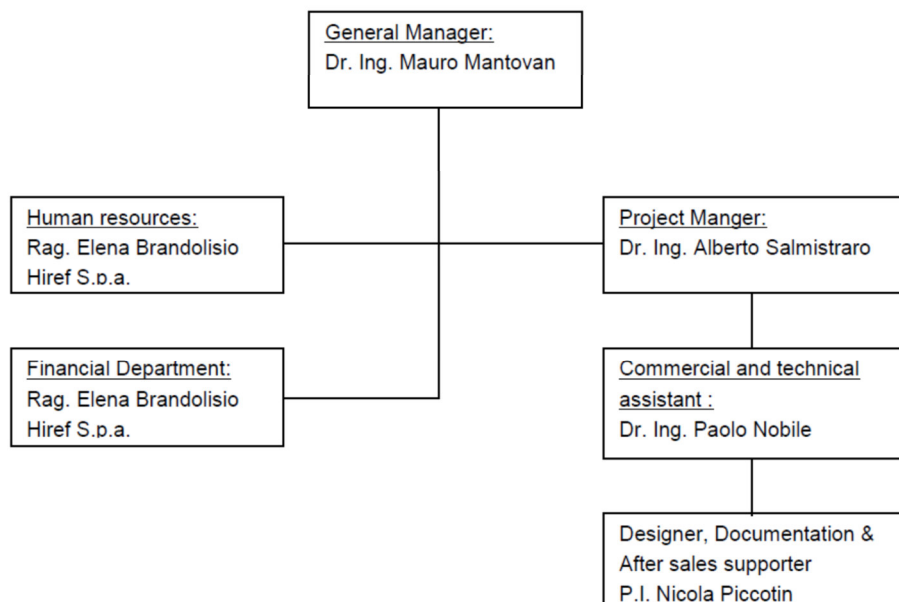 General Manager:
Dr. Ing. Mauro Mantovan
Human resources:
Rag. Elena Brandolisio
Hiref S.p.a.
Project Manger:
Dr. Ing. Alberto Salmistraro
Financial Department:
Rag. Elena Brandolisio
Hiref S.p.a.
Commercial and technical
assistant :
Dr. Ing. Paolo Nobile
Designer, Documentation &
After sales supporter
P.I. Nicola Piccotin